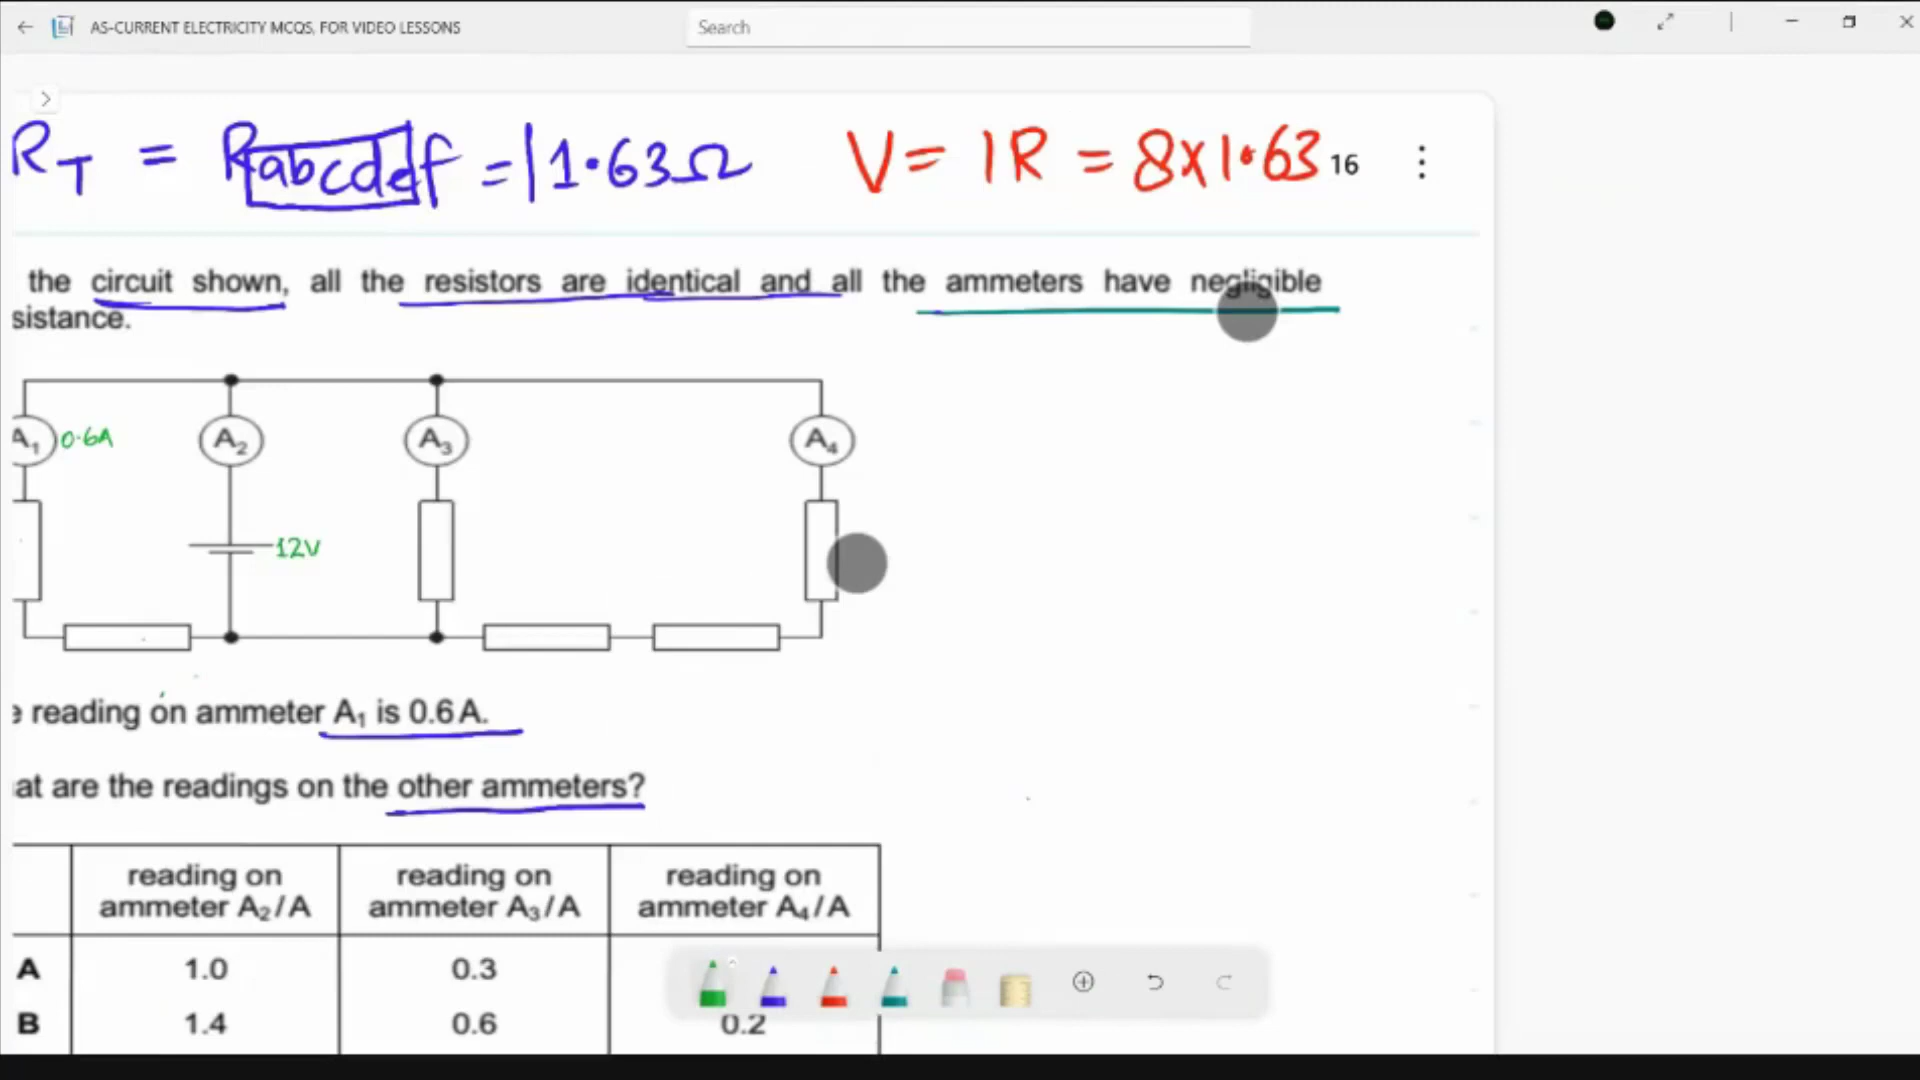 AS-CURRENT ELECTRICITY MCQS, FOR VIDEO LESSONS
Search
RT = Rabcdef = 1.63Ω V = IR = 8x1.63 16
the circuit shown, all the resistors are identical and all the ammeters have negligible
sistance.
A1 0.6A A2 A3 A4
12V
e reading on ammeter A1 is 0.6 A.
at are the readings on the other ammeters?
reading on ammeter A2/A reading on ammeter A3/A reading on ammeter A4/A
A 1.0 0.3
B 1.4 0.6 0.2